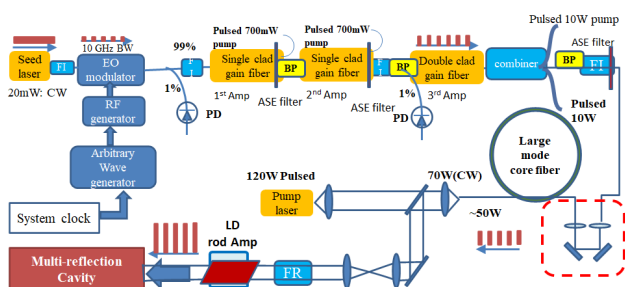 Pulsed 700mW
pump
Pulsed 700mW
pump
Pulsed 10W pump
10 GHz BW
99%
ASE filter
Seed
laser
FI
EO
modulator
F
I
Single clad
gain fiber
BP
Single clad
gain fiber
F
I
BP
Double clad
gain fiber
combiner
BP
FI
20mW: CW
1%
1st Amp
ASE filter
2nd Amp
1%
3rd Amp
RF
generator
PD
ASE filter
PD
Pulsed
10W
Arbitrary
Wave
generator
Large
mode
core fiber
120W Pulsed
70W(CW)
Pump
laser
~50W
System clock
LD
rod Amp
Multi-reflection
Cavity
FR